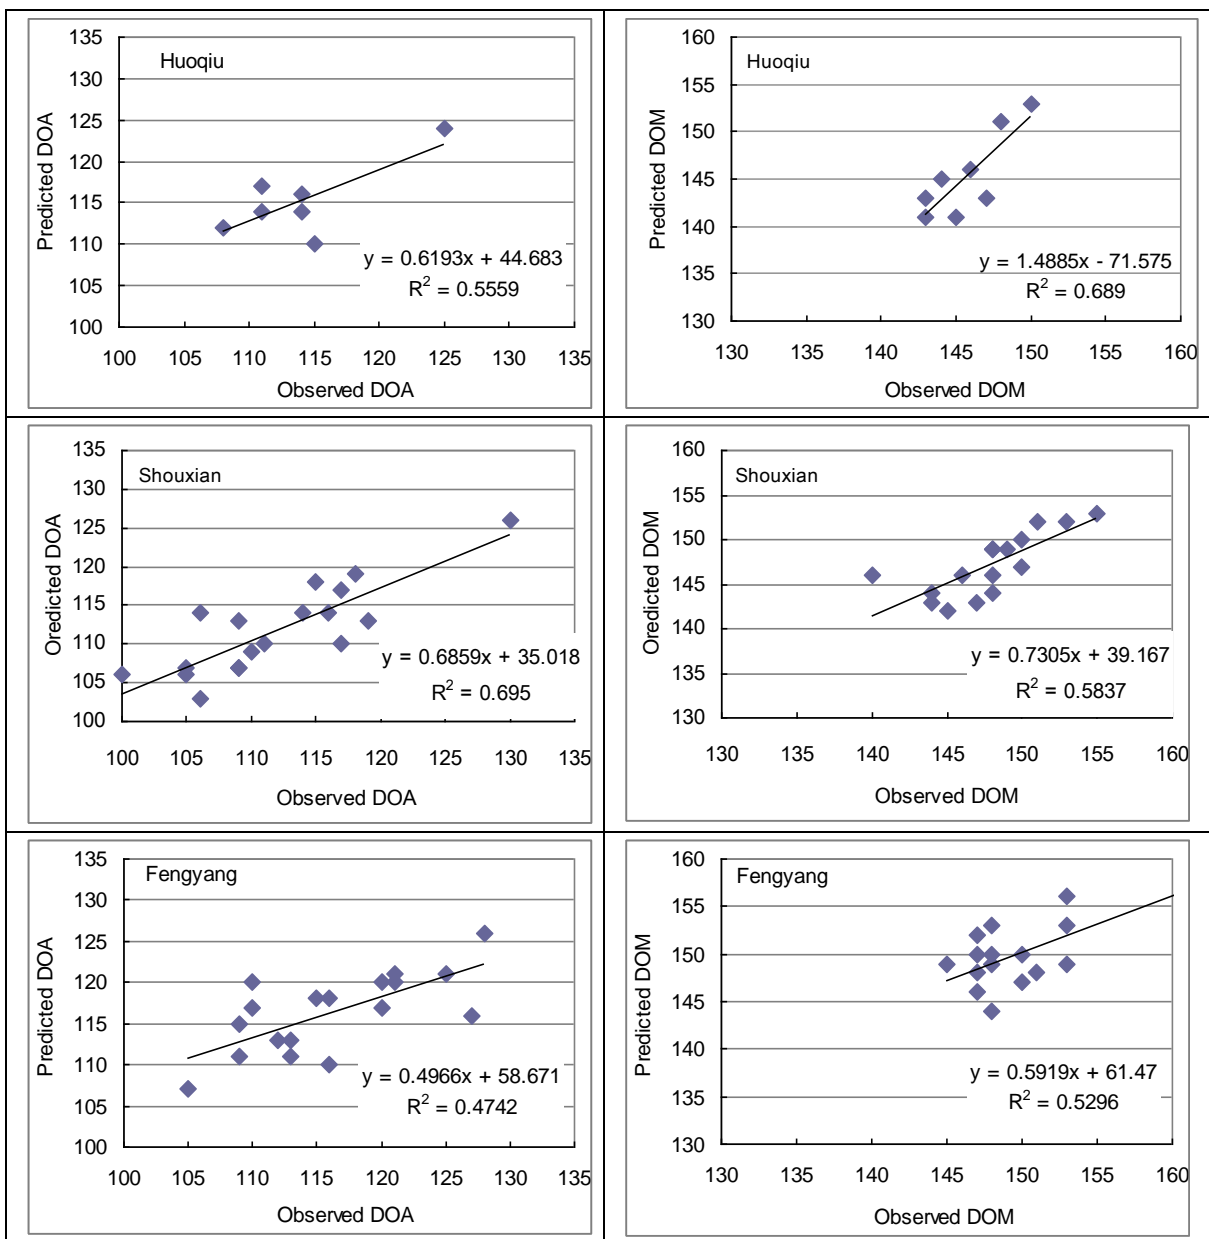 135
130
125
120
115
110
105
100
Predicted DOA
Huoqiu
y = 0.6193x + 44.683
R² = 0.5559
100 105 110 115 120 125 130 135
Observed DOA
160
155
150
145
140
135
130
Predicted DOM
Huoqiu
y = 1.4885x - 71.575
R² = 0.689
130 135 140 145 150 155 160
Observed DOM
135
130
125
120
115
110
105
100
Oredicted DOA
Shouxian
y = 0.6859x + 35.018
R² = 0.695
100 105 110 115 120 125 130 135
Observed DOA
160
155
150
145
140
135
130
Oredicted DOM
Shouxian
y = 0.7305x + 39.167
R² = 0.5837
130 135 140 145 150 155 160
Observed DOM
135
130
125
120
115
110
105
100
Predicted DOA
Fengyang
y = 0.4966x + 58.671
R² = 0.4742
100 105 110 115 120 125 130 135
Observed DOA
160
155
150
145
140
135
130
Predicted DOM
Fengyang
y = 0.5919x + 61.47
R² = 0.5296
130 135 140 145 150 155 160
Observed DOM